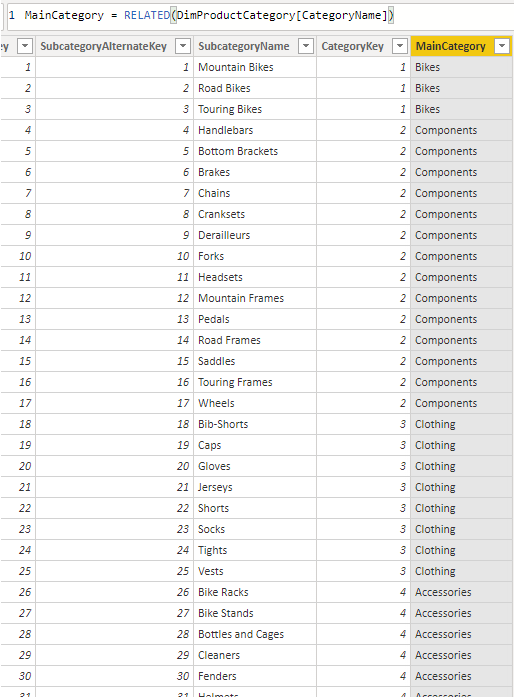 1 MainCategory = RELATED(DimProductCategory[CategoryName])
ey SubcategoryAlternateKey SubcategoryName CategoryKey MainCategory
1 1 Mountain Bikes 1 Bikes
2 2 Road Bikes 1 Bikes
3 3 Touring Bikes 1 Bikes
4 4 Handlebars 2 Components
5 5 Bottom Brackets 2 Components
6 6 Brakes 2 Components
7 7 Chains 2 Components
8 8 Cranksets 2 Components
9 9 Derailleurs 2 Components
10 10 Forks 2 Components
11 11 Headsets 2 Components
12 12 Mountain Frames 2 Components
13 13 Pedals 2 Components
14 14 Road Frames 2 Components
15 15 Saddles 2 Components
16 16 Touring Frames 2 Components
17 17 Wheels 2 Components
18 18 Bib-Shorts 3 Clothing
19 19 Caps 3 Clothing
20 20 Gloves 3 Clothing
21 21 Jerseys 3 Clothing
22 22 Shorts 3 Clothing
23 23 Socks 3 Clothing
24 24 Tights 3 Clothing
25 25 Vests 3 Clothing
26 26 Bike Racks 4 Accessories
27 27 Bike Stands 4 Accessories
28 28 Bottles and Cages 4 Accessories
29 29 Cleaners 4 Accessories
30 30 Fenders 4 Accessories
31 31 Helmets 4 Accessories